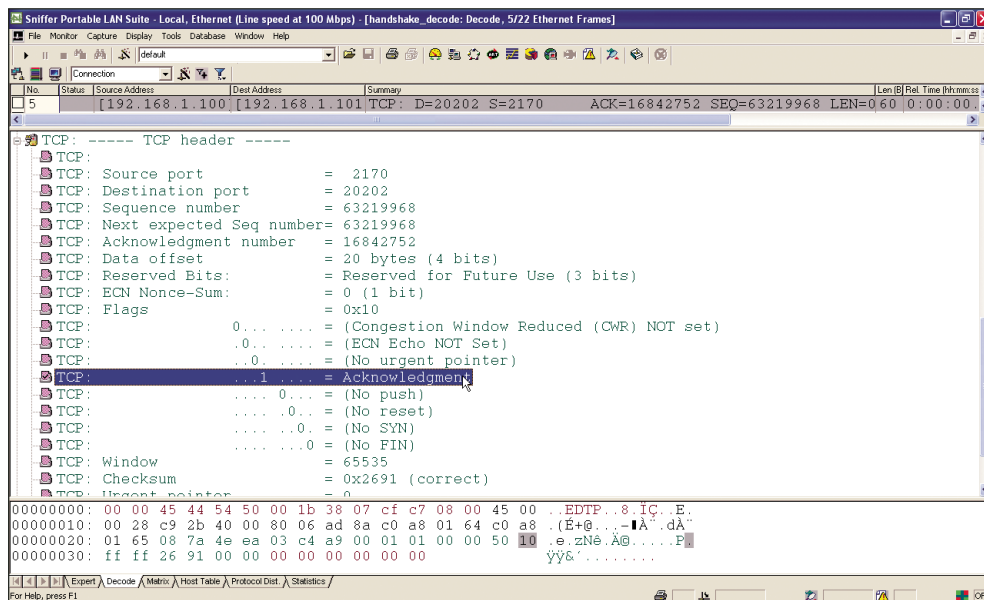 Sniffer Portable LAN Suite - Local, Ethernet (Line speed at 100 Mbps) - [handshake_decode: Decode, 5/22 Ethernet Frames]
File Monitor Capture Display Tools Database Window Help
default
Connection
No. Status Source Address Dest Address Summary Len (B Rel. Time (hh:mm:ss
5 [192.168.1.100] [192.168.1.101 TCP: D=20202 S=2170 ACK=16842752 SEQ=63219968 LEN=0 60 0:00:00.
TCP: ----- TCP header -----
TCP:
TCP: Source port = 2170
TCP: Destination port = 20202
TCP: Sequence number = 63219968
TCP: Next expected Seq number= 63219968
TCP: Acknowledgment number = 16842752
TCP: Data offset = 20 bytes (4 bits)
TCP: Reserved Bits: = Reserved for Future Use (3 bits)
TCP: ECN Nonce-Sum: = 0 (1 bit)
TCP: Flags = 0x10
TCP: 0... .... = (Congestion Window Reduced (CWR) NOT set)
TCP: .0.. .... = (ECN Echo NOT Set)
TCP: ..0. .... = (No urgent pointer)
TCP: ...1 .... = Acknowledgment
TCP: .... 0... = (No push)
TCP: .... .0.. = (No reset)
TCP: .... ..0. = (No SYN)
TCP: .... ...0 = (No FIN)
TCP: Window = 65535
TCP: Checksum = 0x2691 (correct)
TCP: Urgent pointer = 0
00000000: 00 00 45 44 54 50 00 1b 38 07 cf c7 08 00 45 00 ..EDTP..8.ÏÇ..E.
00000010: 00 28 c9 2b 40 00 80 06 ad 8a c0 a8 01 64 c0 a8 .(É+@...-▮À¨.dÀ¨
00000020: 01 65 08 7a 4e ea 03 c4 a9 00 01 01 00 00 50 10 .e.zNê.Ä©.....P.
00000030: ff ff 26 91 00 00 00 00 00 00 00 00 ÿÿ&´........
Expert Decode Matrix Host Table Protocol Dist. Statistics
For Help, press F1